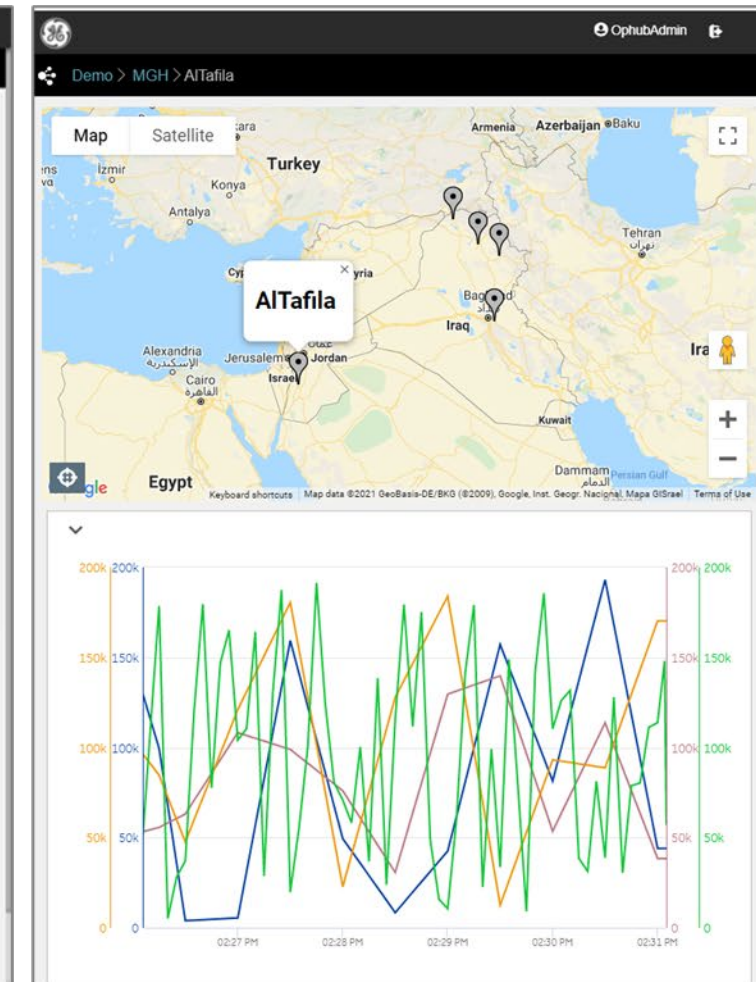 OphubAdmin
Demo > MGH > AlTafila
Map Satellite
Armenia Azerbaijan Baku
İzmir
Konya
Turkey
Antalya
Tehran
تهران
AlTafila
Iraq
Alexandria
الإسكندرية
Jerusalem
Jordan
Israel
Cairo
القاهرة
Kuwait
Egypt
Dammam
الدمام
Persian Gulf
Keyboard shortcuts Map data ©2021 GeoBasis-DE/BKG (©2009), Google, Inst. Geogr. Nacional, Mapa GISrael Terms of Use
200k 200k 200k 200k
150k 150k 150k 150k
100k 100k 100k 100k
50k 50k 50k 50k
0 0 0 0
02:27 PM 02:28 PM 02:29 PM 02:30 PM 02:31 PM